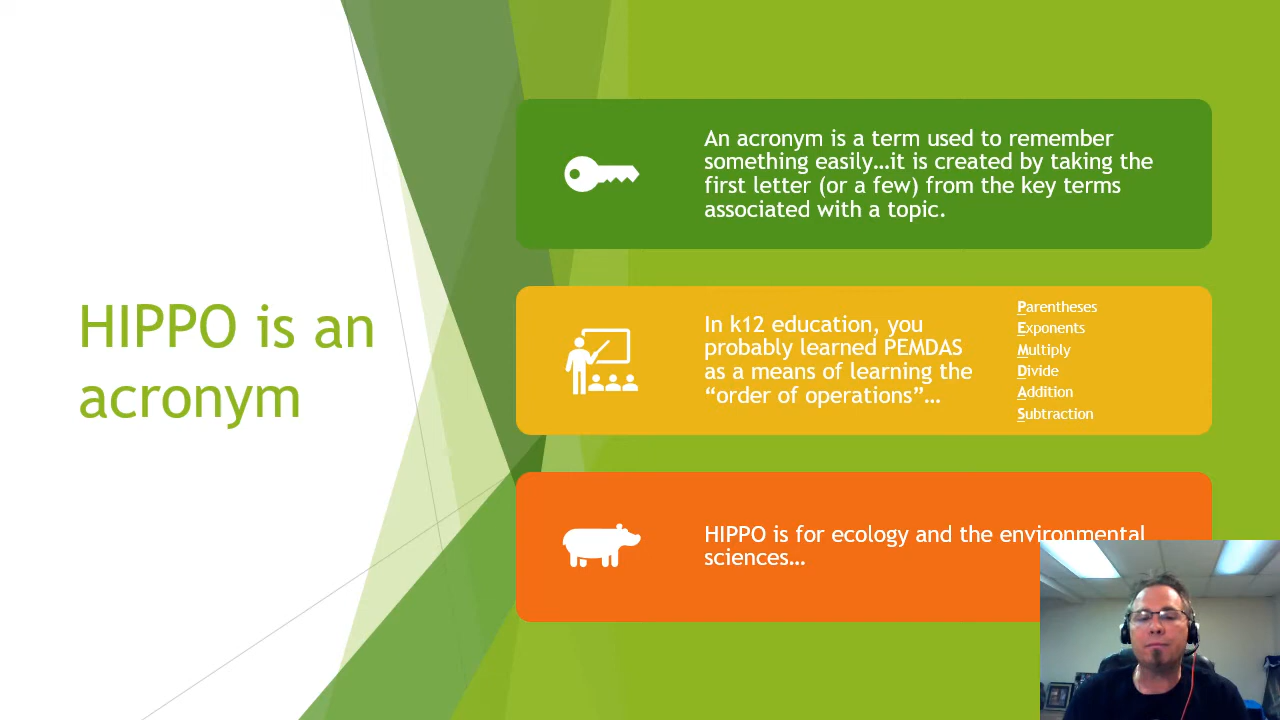 HIPPO is an
acronym
An acronym is a term used to remember
something easily…it is created by taking the
first letter (or a few) from the key terms
associated with a topic.
In k12 education, you
probably learned PEMDAS
as a means of learning the
“order of operations”…
Parentheses
Exponents
Multiply
Divide
Addition
Subtraction
HIPPO is for ecology and the environmental
sciences…